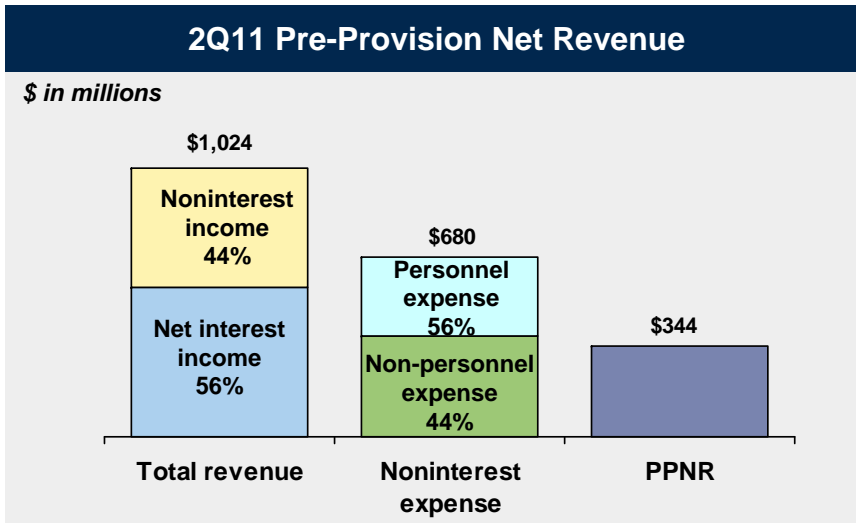 2Q11 Pre-Provision Net Revenue
$ in millions
$1,024
Noninterest
income
44%
Net interest
income
56%
$680
Personnel
expense
56%
Non-personnel
expense
44%
$344
Total revenue
Noninterest
expense
PPNR